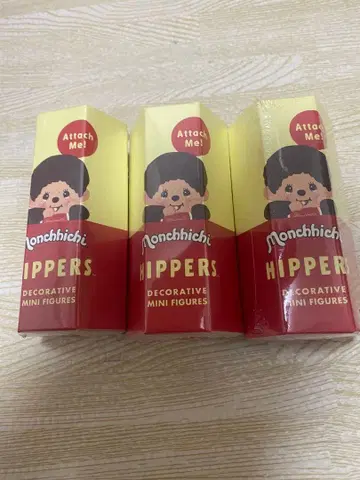 Attach
Me!
Monchhichi
HIPPERS
DECORATIVE
MINI FIGURES
Attach
Me!
Monchhichi
HIPPERS
DECORATIVE
MINI FIGURES
Attach
Me!
Monchhichi
HIPPERS
DECORATIVE
MINI FIGURES